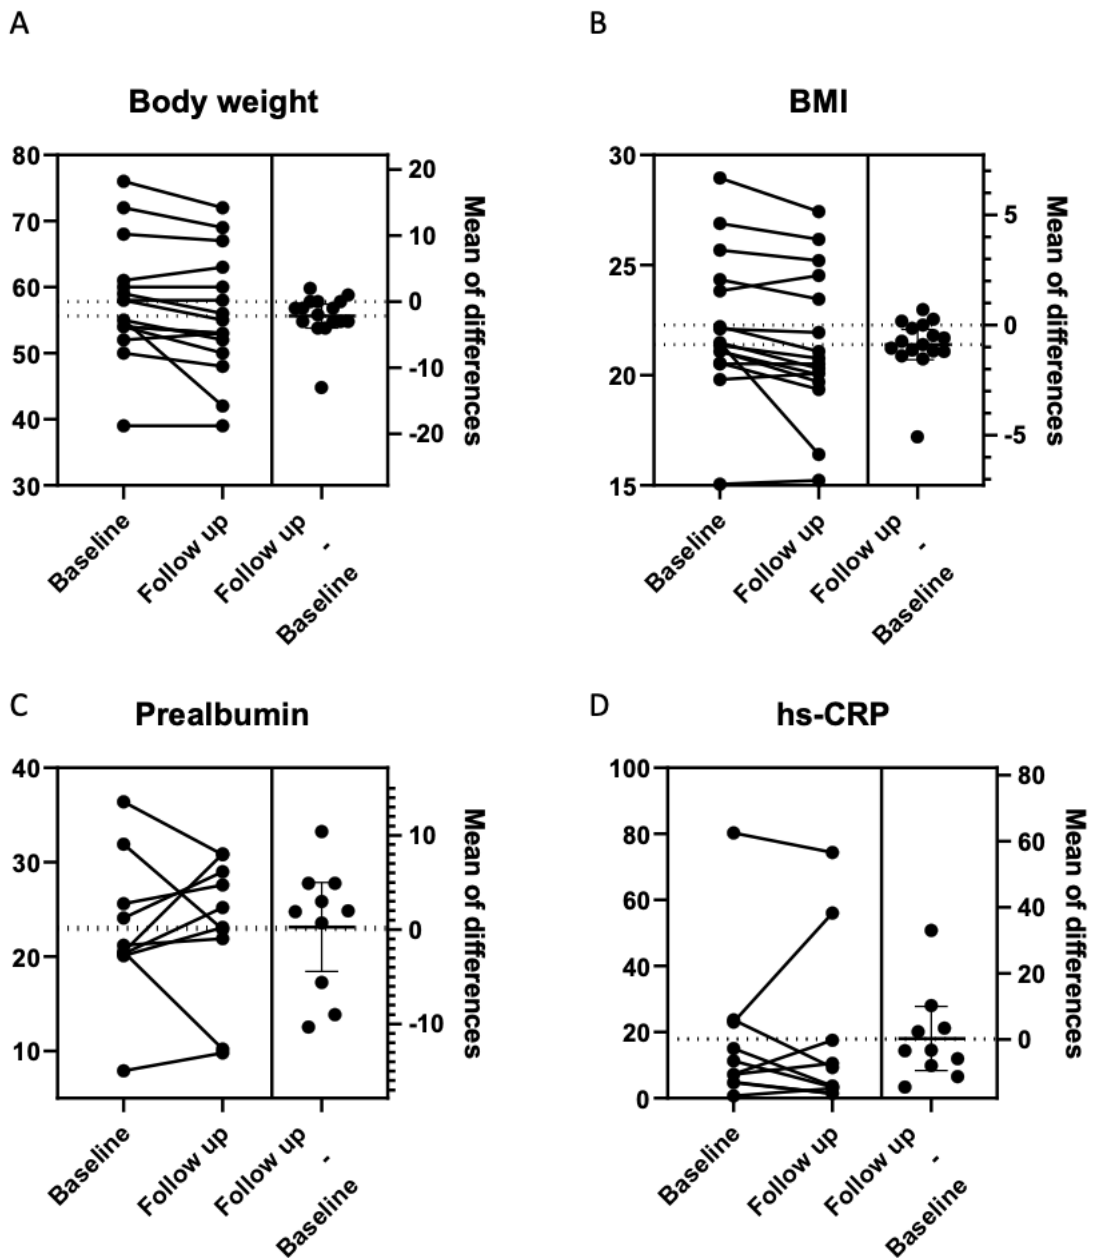 A
B
Body weight
BMI
80
70
60
50
40
30
20
10
0
-10
-20
Mean of differences
Baseline
Follow up
Follow up
-
Baseline
30
25
20
15
5
0
-5
Mean of differences
Baseline
Follow up
Follow up
-
Baseline
C
D
Prealbumin
hs-CRP
40
30
20
10
10
0
-10
Mean of differences
Baseline
Follow up
Follow up
-
Baseline
100
80
60
40
20
0
80
60
40
20
0
Mean of differences
Baseline
Follow up
Follow up
-
Baseline